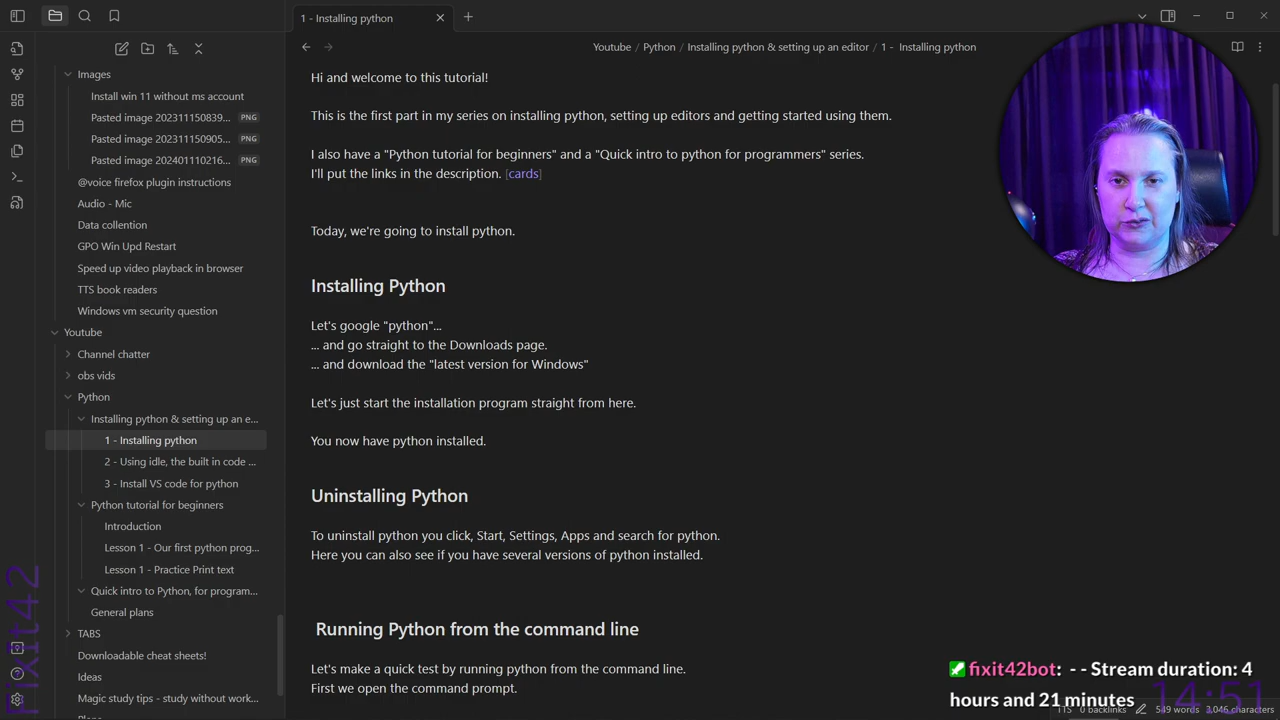 1 - Installing python
Youtube / Python / Installing python & setting up an editor / 1 - Installing python
Images
Install win 11 without ms account
Pasted image 202311150839... PNG
Pasted image 202311150905... PNG
Pasted image 202401110216... PNG
@voice firefox plugin instructions
Audio - Mic
Data collention
GPO Win Upd Restart
Speed up video playback in browser
TTS book readers
Windows vm security question
Youtube
Channel chatter
obs vids
Python
Installing python & setting up an e...
1 - Installing python
2 - Using idle, the built in code ...
3 - Install VS code for python
Python tutorial for beginners
Introduction
Lesson 1 - Our first python prog...
Lesson 1 - Practice Print text
Quick intro to Python, for program...
General plans
TABS
Downloadable cheat sheets!
Ideas
Magic study tips - study without work...
Hi and welcome to this tutorial!
This is the first part in my series on installing python, setting up editors and getting started using them.
I also have a "Python tutorial for beginners" and a "Quick intro to python for programmers" series.
I'll put the links in the description. [cards]
Today, we're going to install python.
Installing Python
Let's google "python"...
... and go straight to the Downloads page.
... and download the "latest version for Windows"
Let's just start the installation program straight from here.
You now have python installed.
Uninstalling Python
To uninstall python you click, Start, Settings, Apps and search for python.
Here you can also see if you have several versions of python installed.
Running Python from the command line
Let's make a quick test by running python from the command line.
First we open the command prompt.
fixit42bot: - - Stream duration: 4
hours and 21 minutes
14:51
TTS 0 backlinks 549 words 3,046 characters
Fixit42